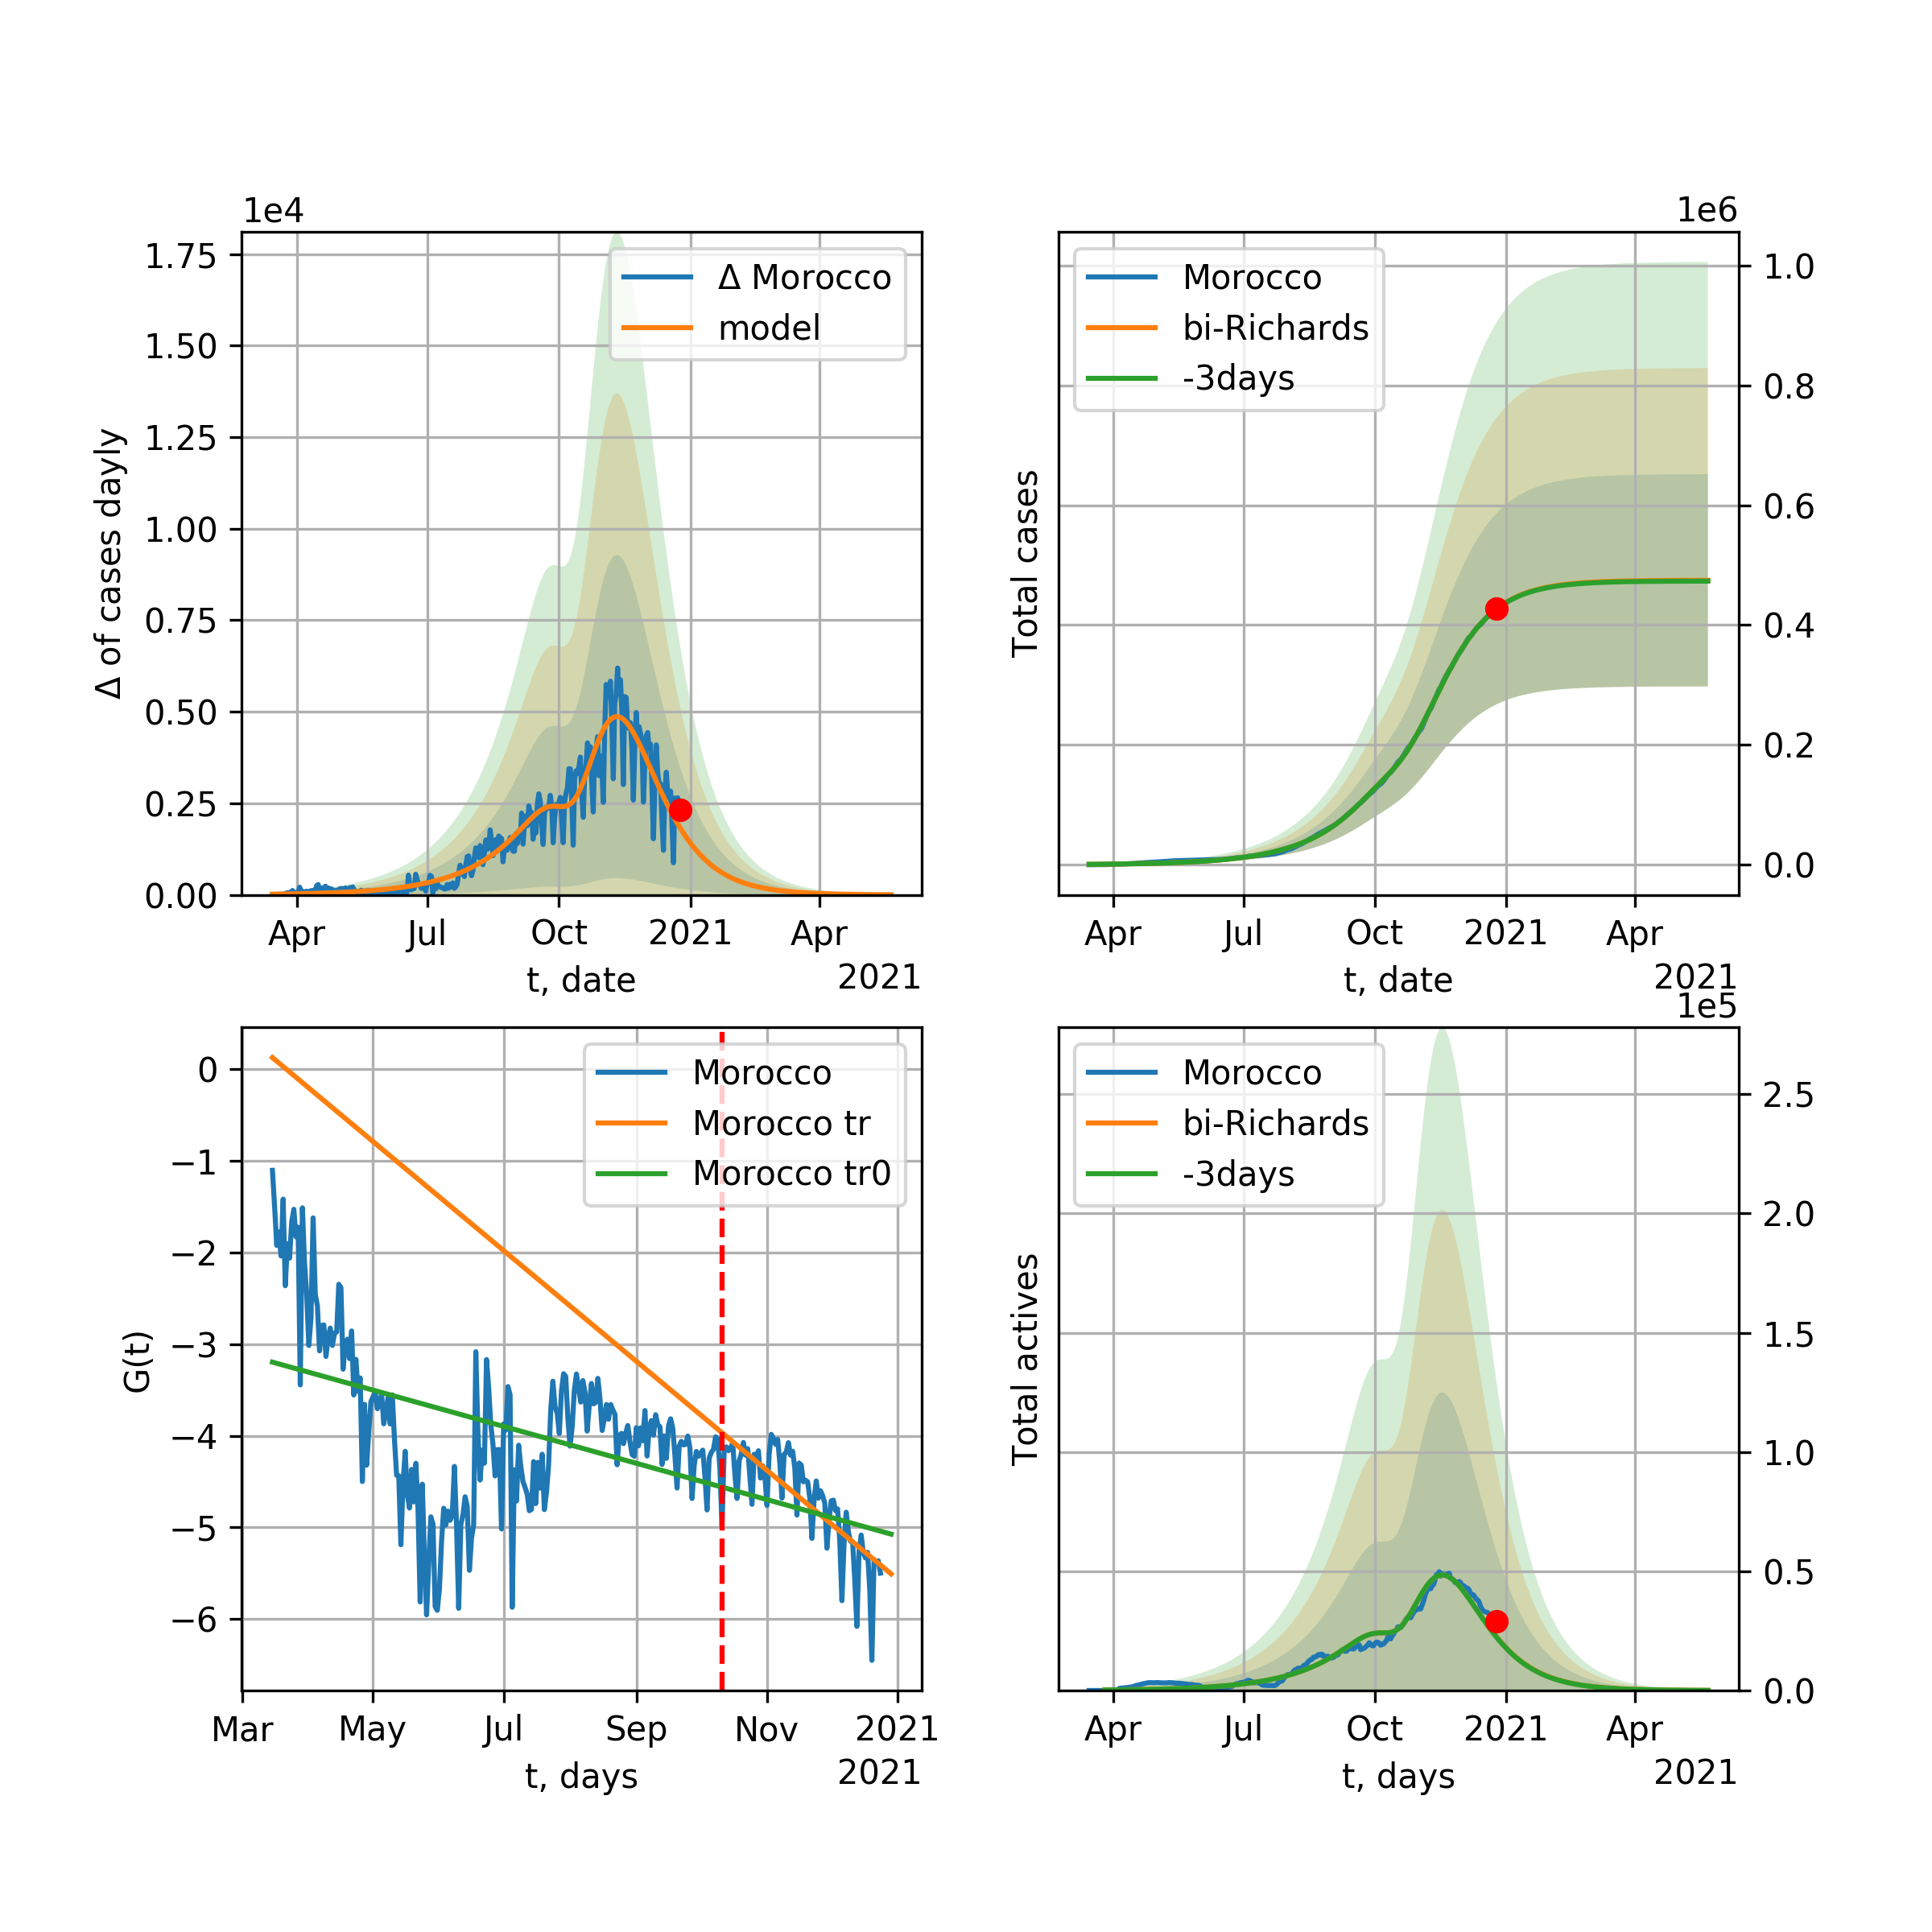 1e4
1.75
1.50
1.25
1.00
0.75
0.50
0.25
0.00
Δ of cases dayly
Δ Morocco
model
Apr Jul Oct 2021 Apr
t, date
2021
1e6
Morocco
bi-Richards
-3days
Total cases
1.0
0.8
0.6
0.4
0.2
0.0
Apr Jul Oct 2021 Apr
t, date
2021
0
−1
−2
−3
−4
−5
−6
G(t)
Morocco
Morocco tr
Morocco tr0
Mar May Jul Sep Nov 2021
t, days
2021
1e5
Morocco
bi-Richards
-3days
Total actives
2.5
2.0
1.5
1.0
0.5
0.0
Apr Jul Oct 2021 Apr
t, days
2021